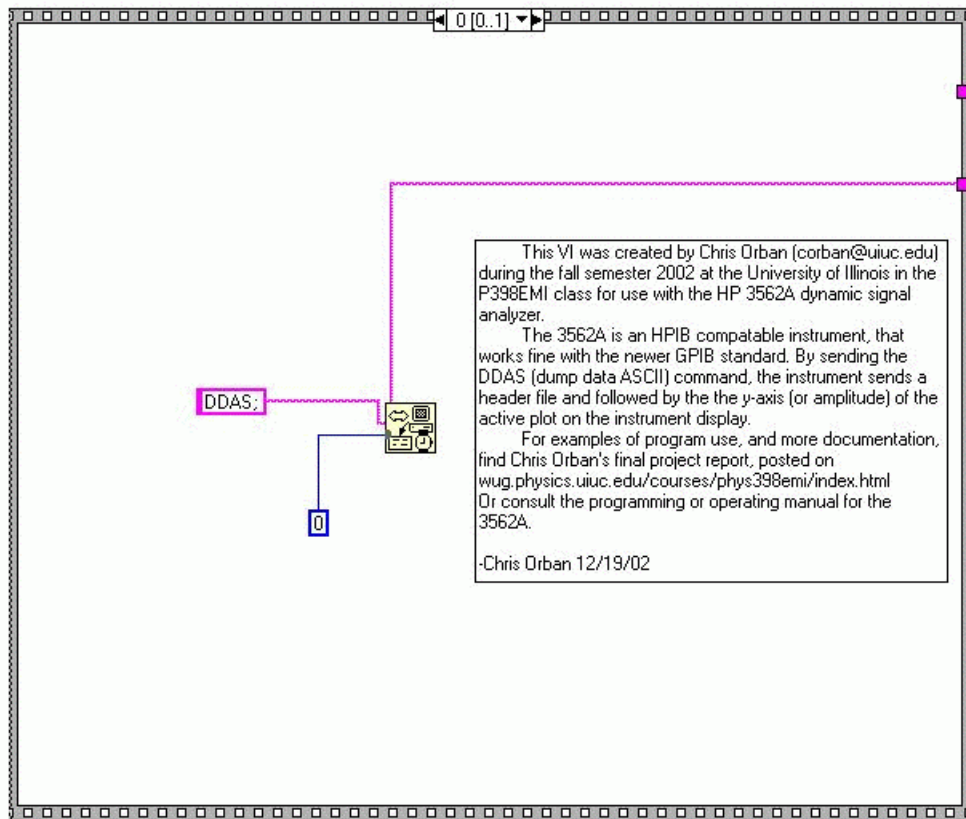 0 [0..1]
This VI was created by Chris Orban (corban@uiuc.edu)
during the fall semester 2002 at the University of Illinois in the
P398EMI class for use with the HP 3562A dynamic signal
analyzer.
The 3562A is an HPIB compatable instrument, that
works fine with the newer GPIB standard. By sending the
DDAS (dump data ASCII) command, the instrument sends a
header file and followed by the the y-axis (or amplitude) of the
active plot on the instrument display.
For examples of program use, and more documentation,
find Chris Orban's final project report, posted on
wug.physics.uiuc.edu/courses/phys398emi/index.html
Or consult the programming or operating manual for the
3562A.
-Chris Orban 12/19/02
DDAS;
0